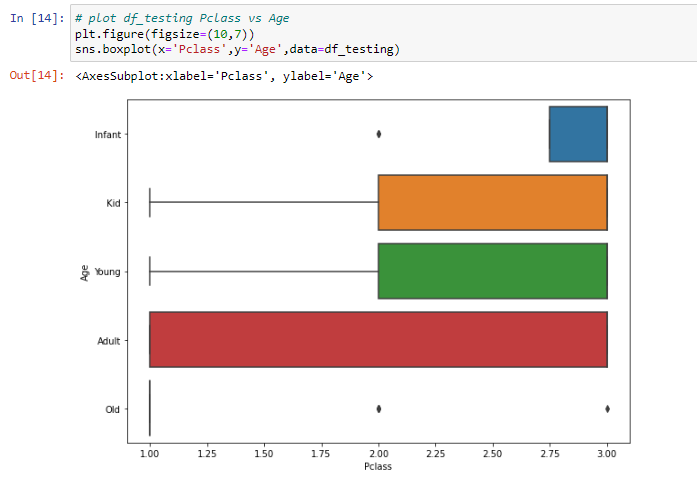 In [14]: # plot df_testing Pclass vs Age
plt.figure(figsize=(10,7))
sns.boxplot(x='Pclass',y='Age',data=df_testing)
Out[14]: <AxesSubplot:xlabel='Pclass', ylabel='Age'>
Infant
Kid
Young
Adult
Old
Age
1.00 1.25 1.50 1.75 2.00 2.25 2.50 2.75 3.00
Pclass